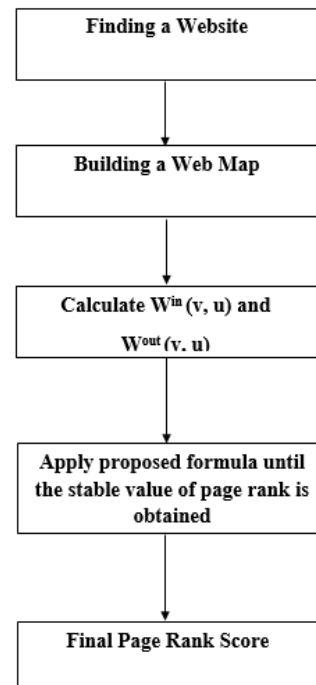 Finding a Website
Building a Web Map
Calculate Wⁱⁿ (v, u) and
Wᵒᵘᵗ (v, u)
Apply proposed formula until
the stable value of page rank is
obtained
Final Page Rank Score